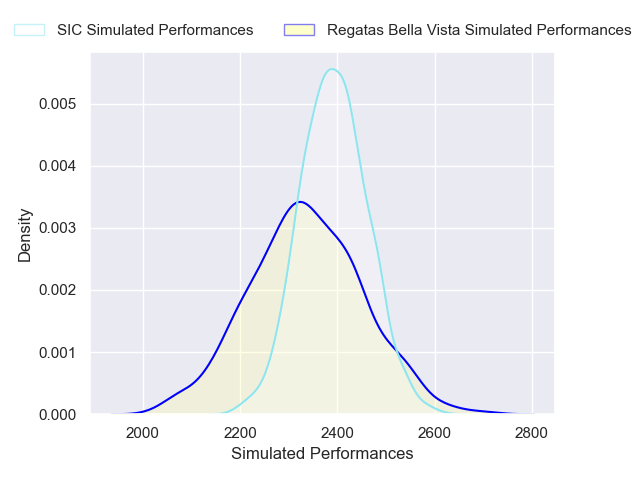 SIC Simulated Performances
Regatas Bella Vista Simulated Performances
0.005
0.004
0.003
0.002
0.001
0.000
Density
2000
2200
2400
2600
2800
Simulated Performances